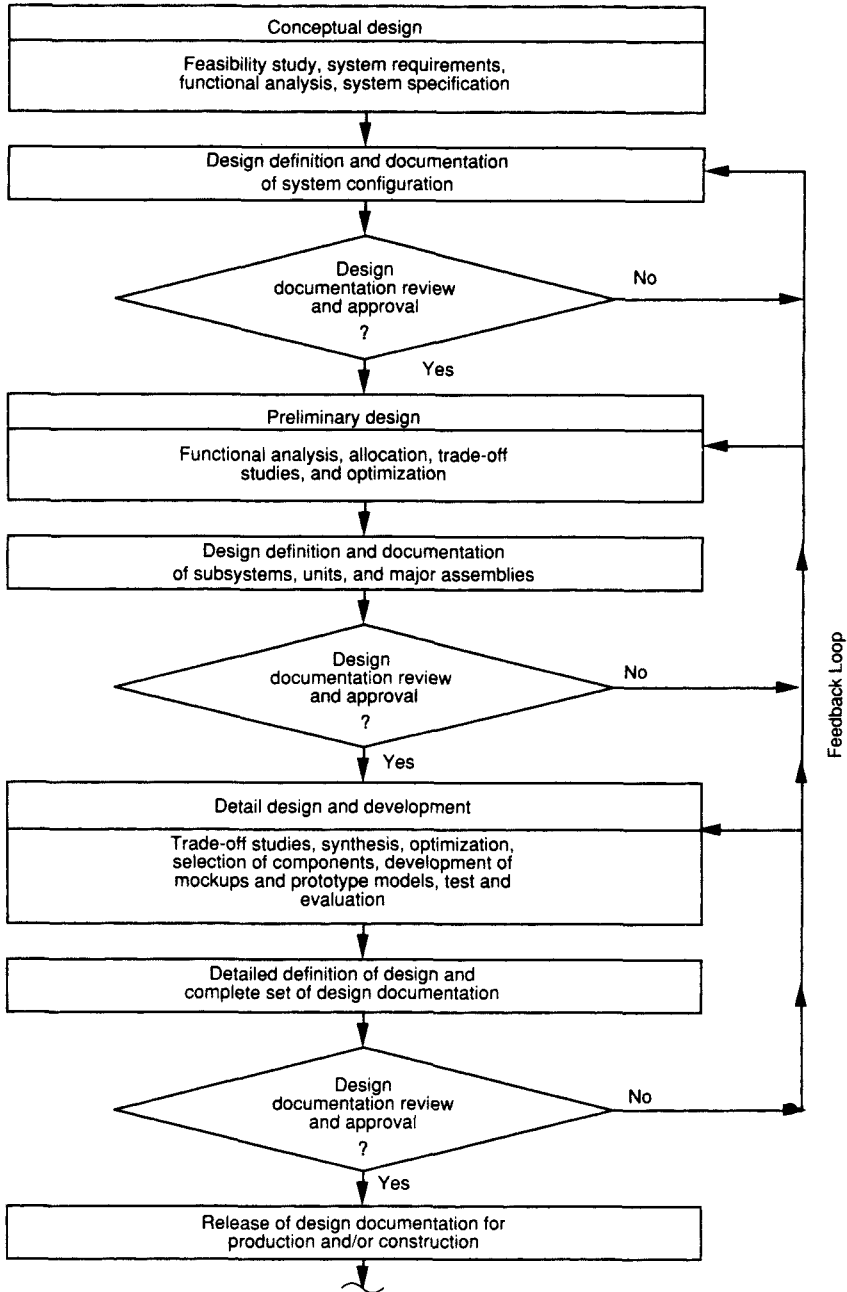 Conceptual design
Feasibility study, system requirements,
functional analysis, system specification
Design definition and documentation
of system configuration
Design
documentation review
and approval
?
No
Yes
Preliminary design
Functional analysis, allocation, trade-off
studies, and optimization
Design definition and documentation
of subsystems, units, and major assemblies
Design
documentation review
and approval
?
No
Yes
Feedback Loop
Detail design and development
Trade-off studies, synthesis, optimization,
selection of components, development of
mockups and prototype models, test and
evaluation
Detailed definition of design and
complete set of design documentation
Design
documentation review
and approval
?
No
Yes
Release of design documentation for
production and/or construction